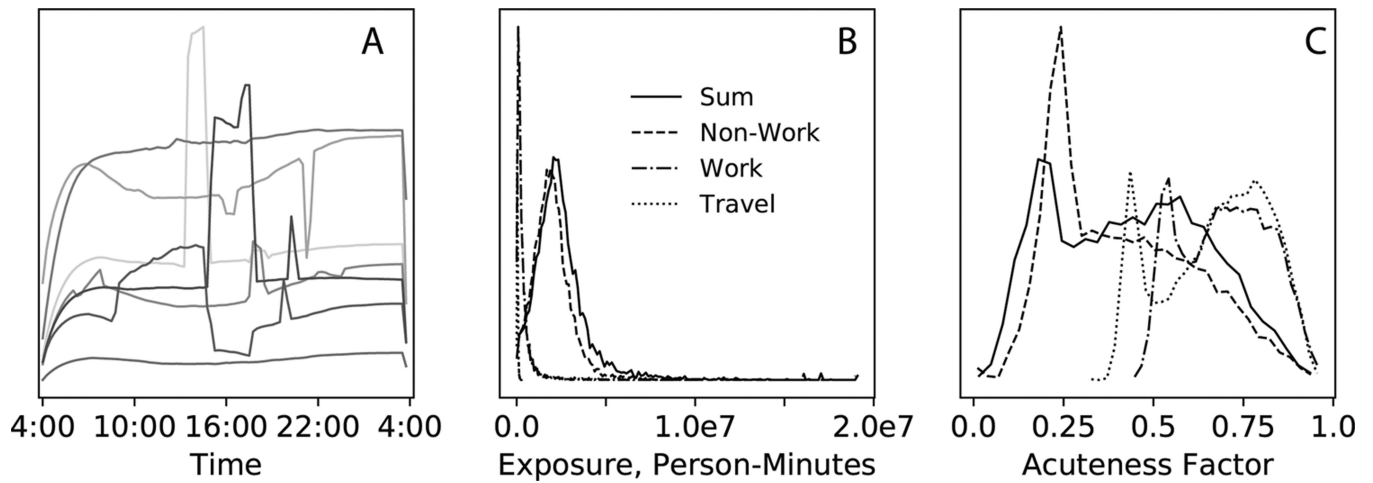 A
B
C
Sum
Non-Work
Work
Travel
4:00 10:00 16:00 22:00 4:00
0.0 1.0e7 2.0e7
0.0 0.25 0.5 0.75 1.0
Time
Exposure, Person-Minutes
Acuteness Factor